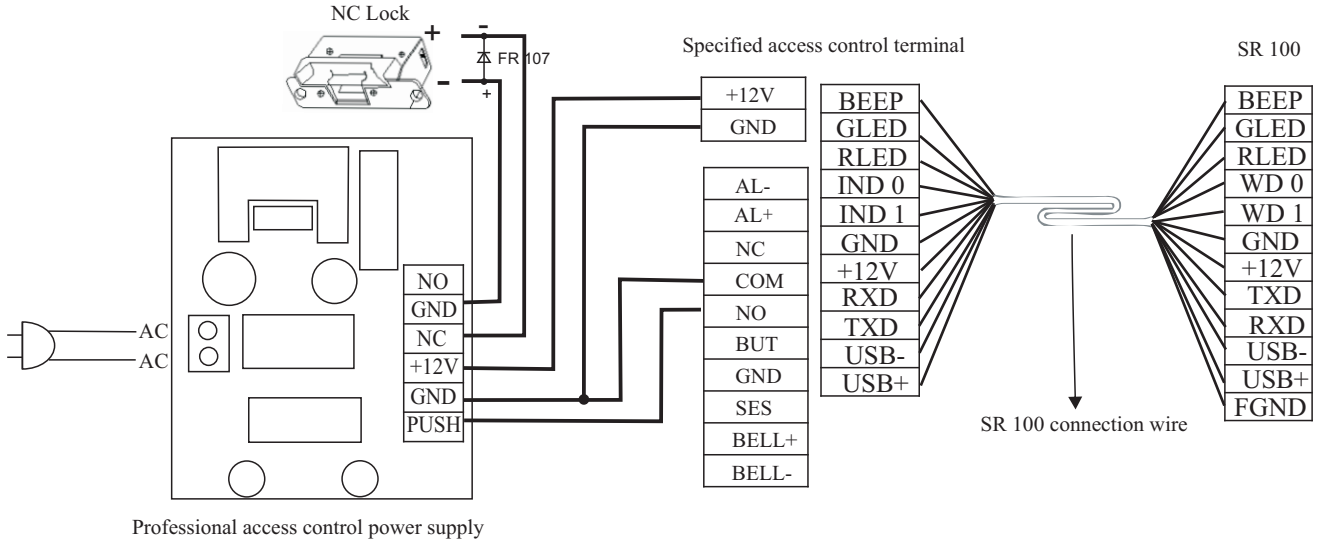 NC Lock
+
-
FR 107
-
+
Specified access control terminal
SR 100
+12V
GND
AL-
AL+
NC
COM
NO
BUT
GND
SES
BELL+
BELL-
BEEP
GLED
RLED
IND 0
IND 1
GND
+12V
RXD
TXD
USB-
USB+
BEEP
GLED
RLED
WD 0
WD 1
GND
+12V
TXD
RXD
USB-
USB+
FGND
SR 100 connection wire
AC
AC
NO
GND
NC
+12V
GND
PUSH
Professional access control power supply